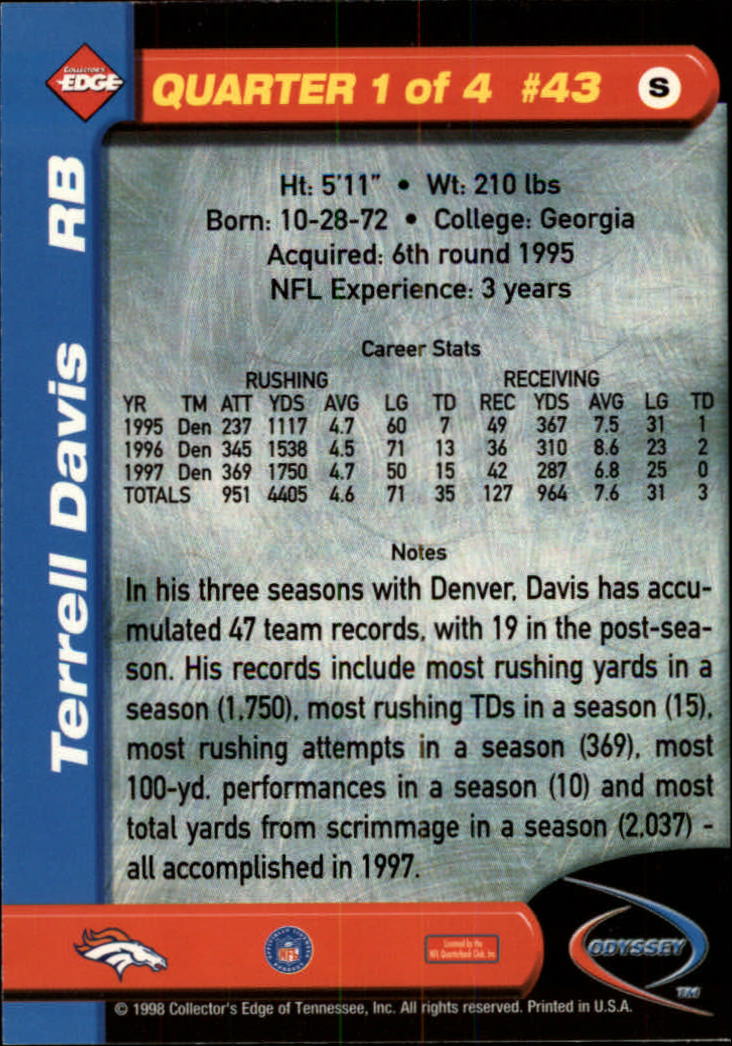 COLLECTOR'S
EDGE
QUARTER 1 of 4 #43 S
Terrell Davis RB
Ht: 5'11" • Wt: 210 lbs
Born: 10-28-72 • College: Georgia
Acquired: 6th round 1995
NFL Experience: 3 years
Career Stats
RUSHING RECEIVING
YR TM ATT YDS AVG LG TD REC YDS AVG LG TD
1995 Den 237 1117 4.7 60 7 49 367 7.5 31 1
1996 Den 345 1538 4.5 71 13 36 310 8.6 23 2
1997 Den 369 1750 4.7 50 15 42 287 6.8 25 0
TOTALS 951 4405 4.6 71 35 127 964 7.6 31 3
Notes
In his three seasons with Denver, Davis has accu-
mulated 47 team records, with 19 in the post-sea-
son. His records include most rushing yards in a
season (1,750), most rushing TDs in a season (15),
most rushing attempts in a season (369), most
100-yd. performances in a season (10) and most
total yards from scrimmage in a season (2,037) -
all accomplished in 1997.
NFL
Licensed by the
NFL Quarterback Club, Inc.
ODYSSEY
TM
© 1998 Collector's Edge of Tennessee, Inc. All rights reserved. Printed in U.S.A.